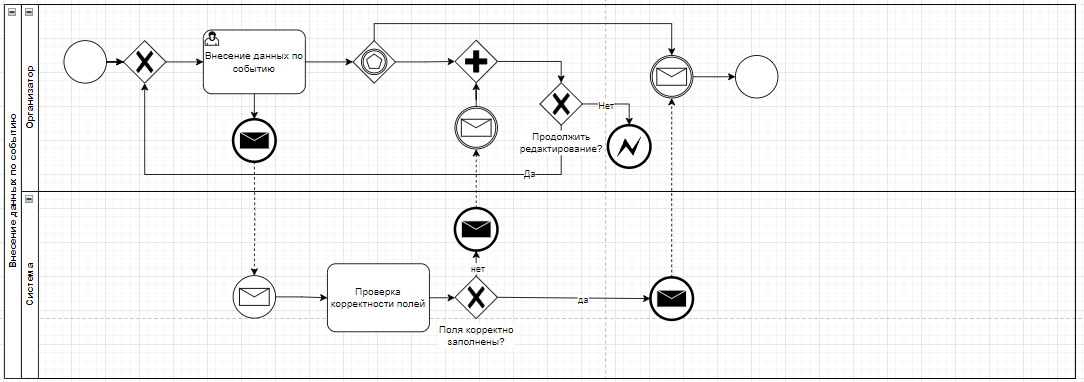 Внесение данных по событию
Организатор
Внесение данных по
событию
Продолжить
редактирование?
Нет
Да
Система
Проверка
корректности полей
нет
да
Поля корректно
заполнены?